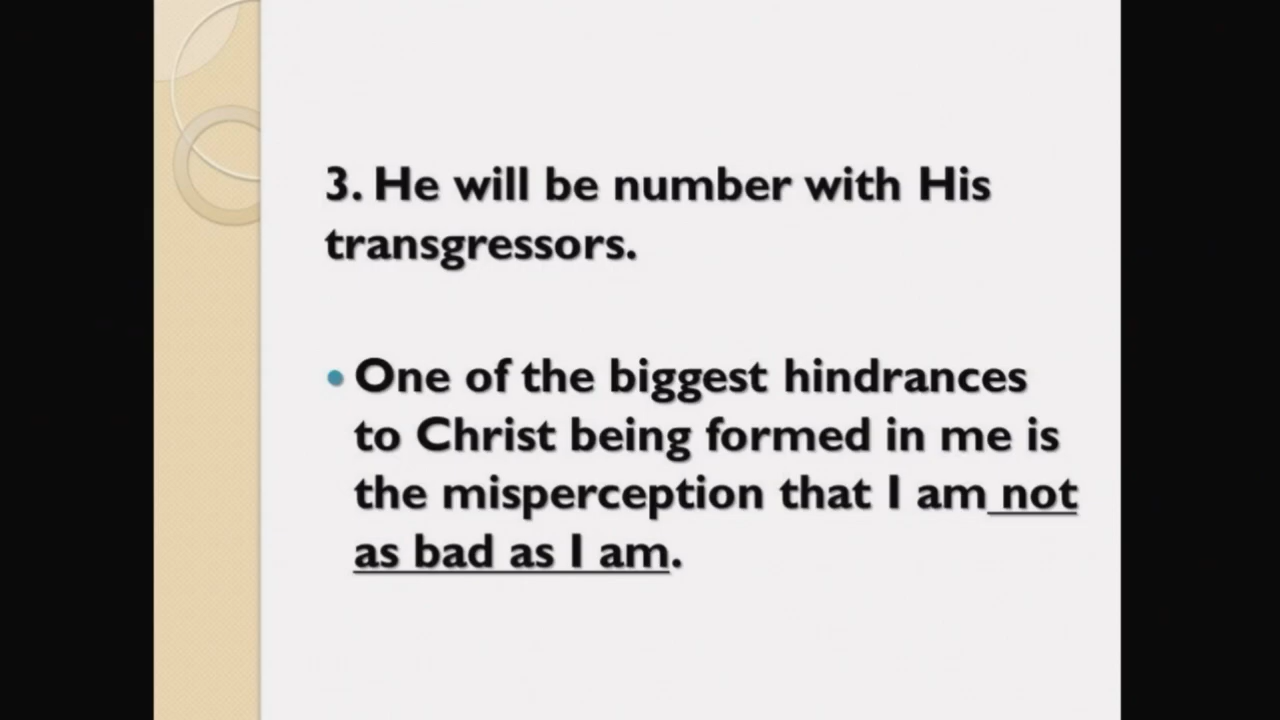 3. He will be number with His
transgressors.
• One of the biggest hindrances
to Christ being formed in me is
the misperception that I am not
as bad as I am.